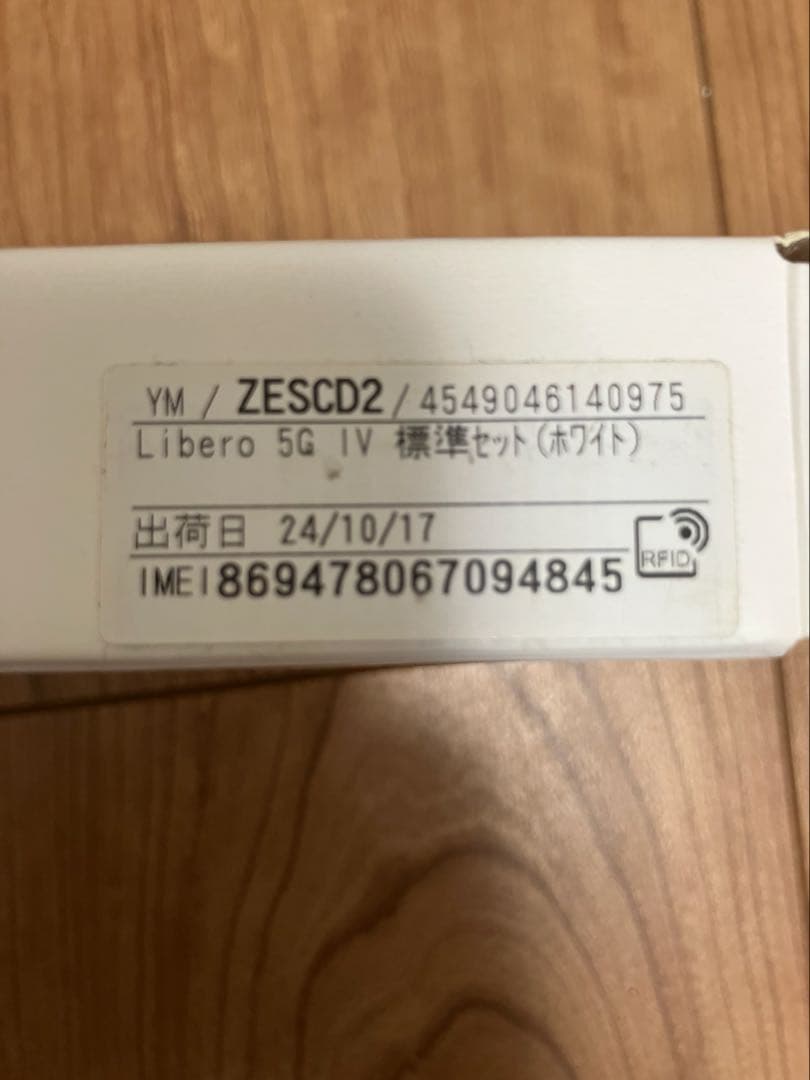 YM / ZESCD2 / 4549046140975
Libero 5G IV 標準ｾｯﾄ(ﾎﾜｲﾄ)
出荷日 24/10/17
RFID
IMEI869478067094845